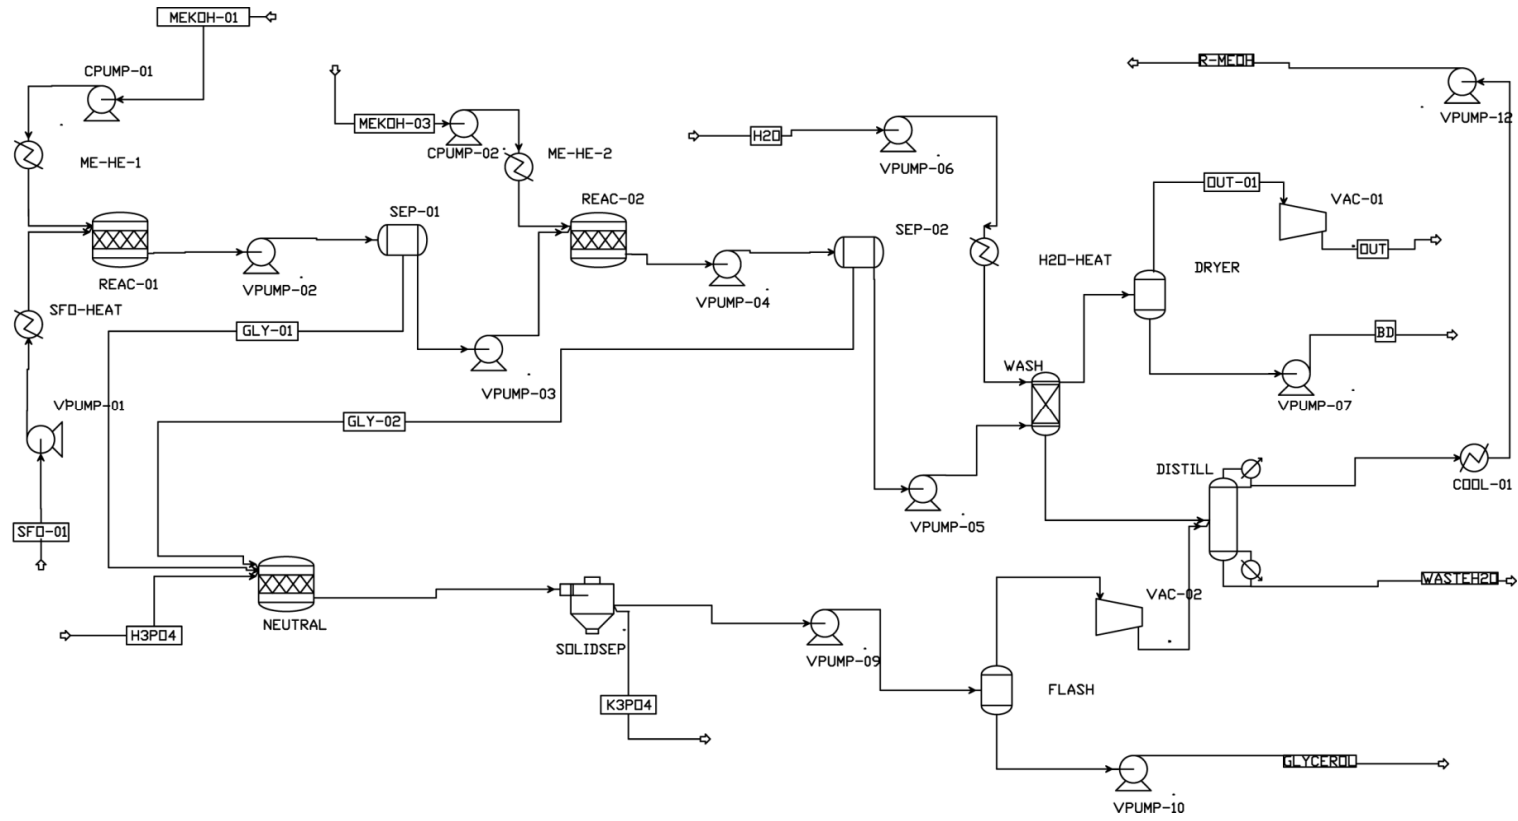 MEKOH-01
CPUMP-01
R-MEOH
VPUMP-12
MEKOH-03
H2O
CPUMP-02
ME-HE-1
ME-HE-2
VPUMP-06
OUT-01
VAC-01
REAC-02
SEP-01
SEP-02
OUT
H2O-HEAT
DRYER
REAC-01
VPUMP-02
VPUMP-04
SFO-HEAT
GLY-01
BD
WASH
VPUMP-03
VPUMP-01
VPUMP-07
GLY-02
DISTILL
COOL-01
VPUMP-05
SFO-01
WASTEH2O
VAC-02
NEUTRAL
H3PO4
SOLIDSEP
VPUMP-09
FLASH
K3PO4
GLYCEROL
VPUMP-10